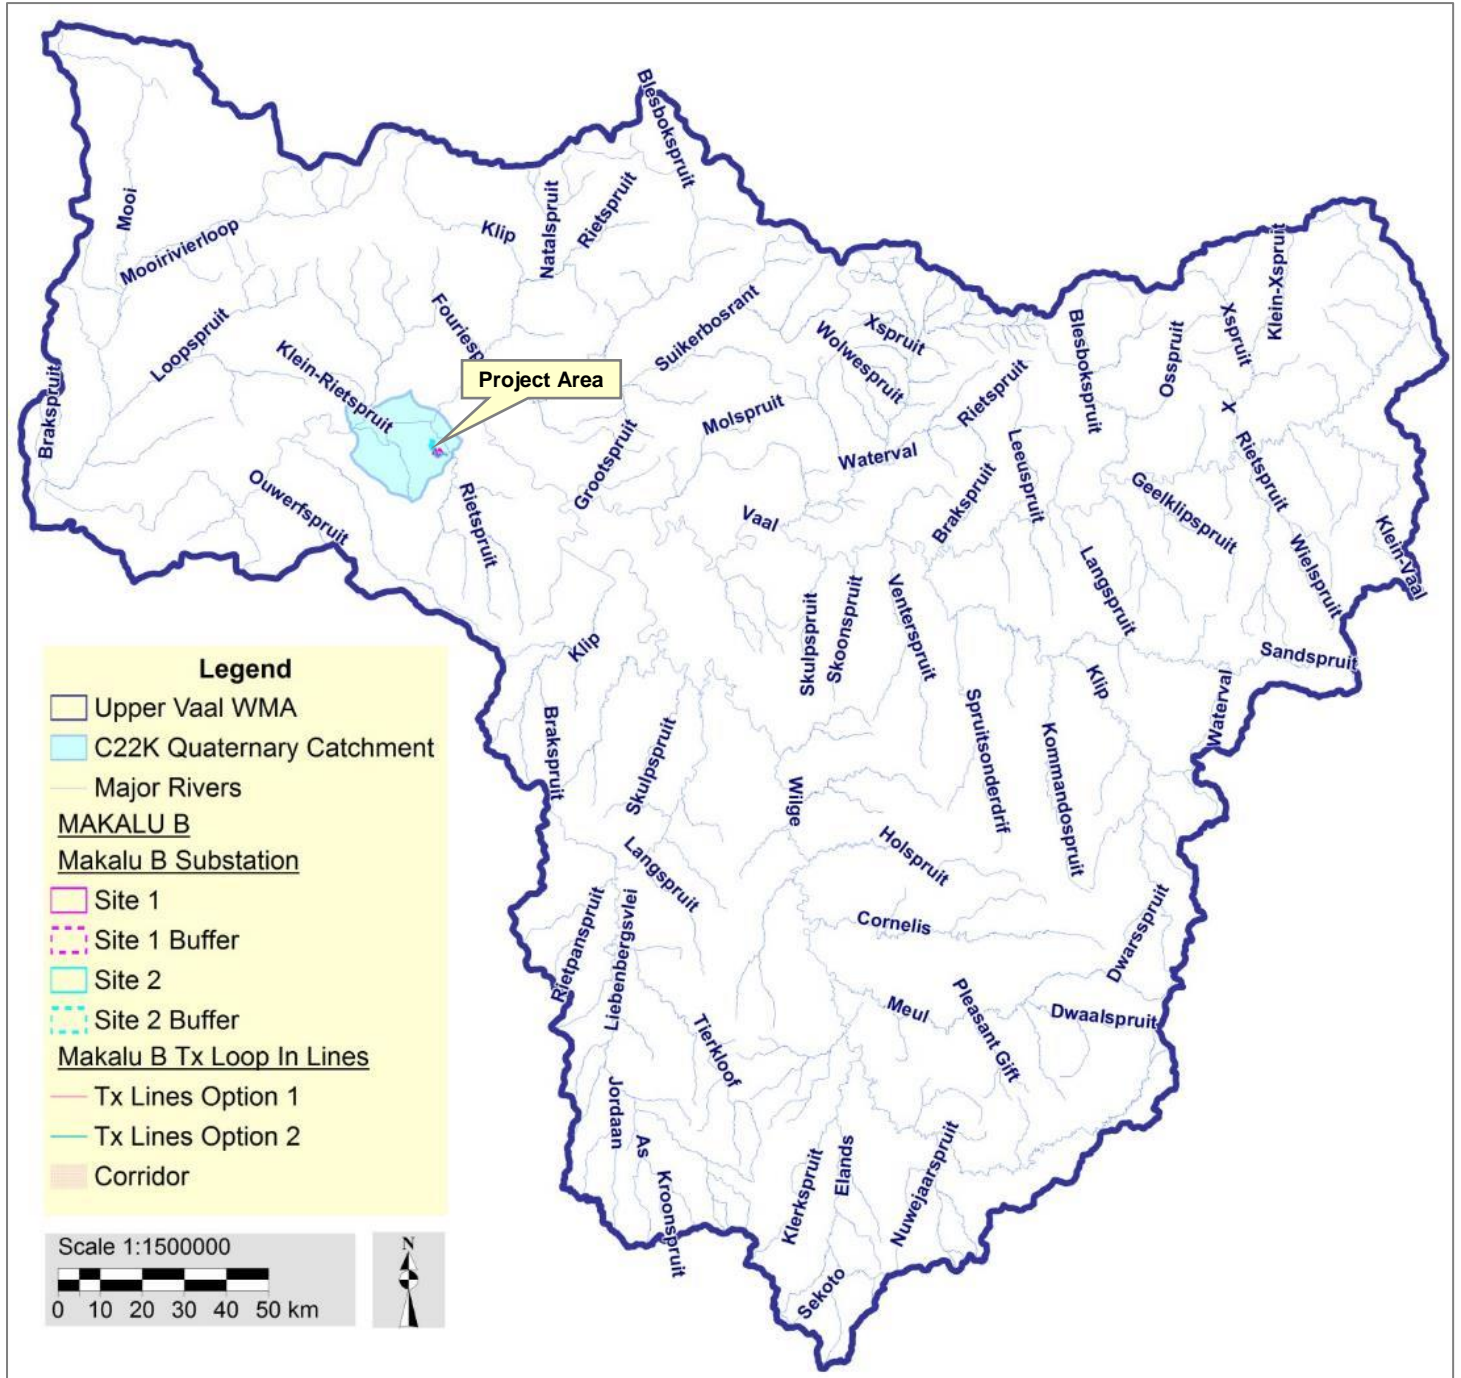 Blesbokspruit
Mooi
Mooirivierloop
Klip
Natalspruit
Rietspruit
Loopspruit
Klein-Rietspruit
Fouriesp
Suikerbosrant
Xspruit
Wolwespruit
Rietspruit
Blesbokspruit
Osspruit
Xspruit
Klein-Xspruit
X
Project Area
Brakspruit
Ouwerfspruit
Rietspruit
Grootspruit
Molspruit
Waterval
Vaal
Brakspruit
Leeuspruit
Geelklipspruit
Rietspruit
Wielspruit
Klein-Vaal
Langspruit
Sandspruit
Skulpspruit
Skoonspruit
Venterspruit
Klip
Klip
Waterval
Brakspruit
Skulpspruit
Wilge
Spruitsonderdrif
Kommandospruit
Langspruit
Holspruit
Cornelis
Dwarsspruit
Rietpanspruit
Liebenbergsvlei
Meul
Pleasant Gift
Dwaalspruit
Tierkloof
Jordaan
As
Kroonspruit
Klerkspruit
Elands
Nuwejaarspruit
Sekoto
Legend
Upper Vaal WMA
C22K Quaternary Catchment
Major Rivers
MAKALU B
Makalu B Substation
Site 1
Site 1 Buffer
Site 2
Site 2 Buffer
Makalu B Tx Loop In Lines
Tx Lines Option 1
Tx Lines Option 2
Corridor
Scale 1:1500000
0 10 20 30 40 50 km
N